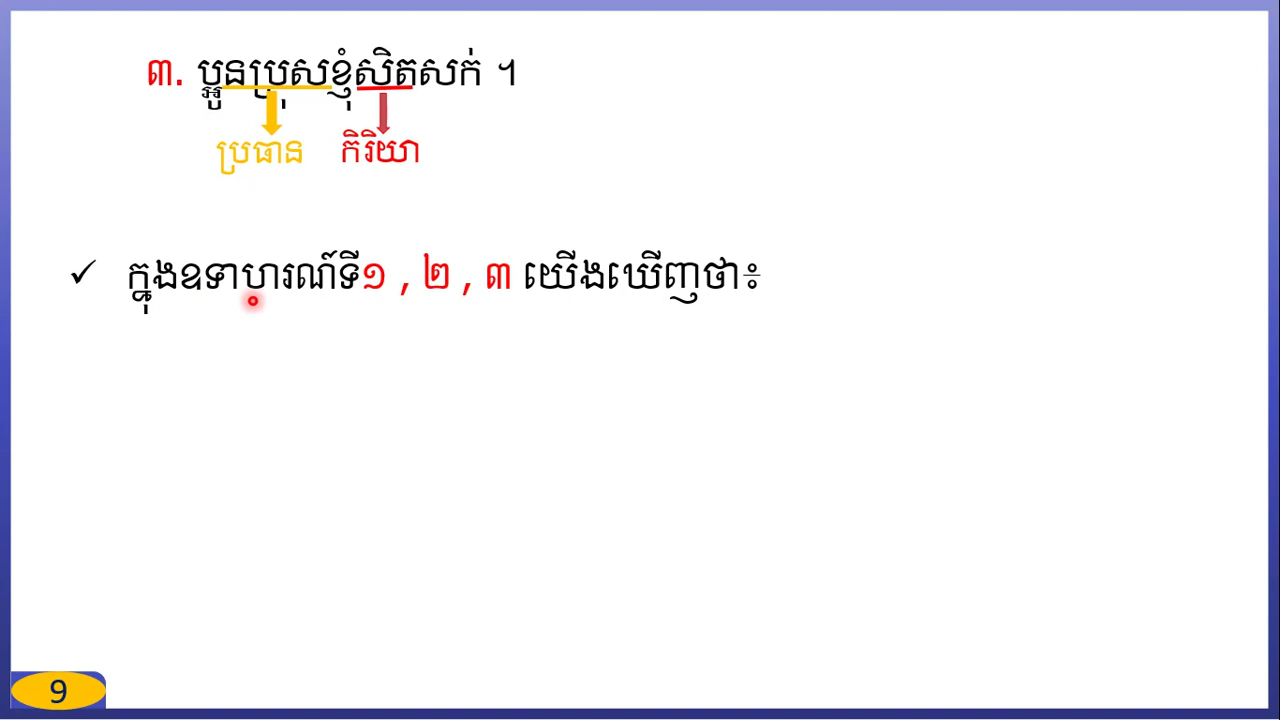 ៣. ប្អូនប្រុសខ្ញុំសិតសក់ ។
ប្រធាន កិរិយា
✓ ក្នុងឧទាហរណ៍ទី១ , ២ , ៣ យើងឃើញថា៖
9